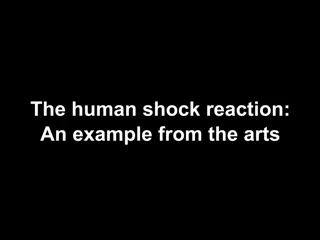 The human shock reaction:
An example from the arts